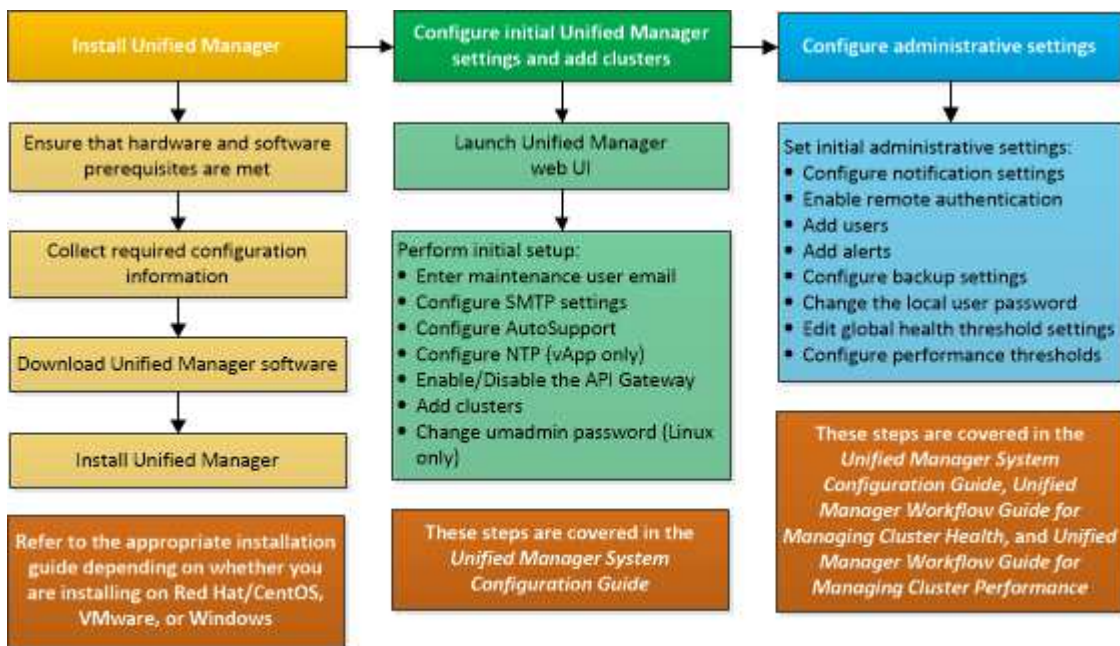 Install Unified Manager
Ensure that hardware and software
prerequisites are met
Collect required configuration
information
Download Unified Manager software
Install Unified Manager
Refer to the appropriate installation
guide depending on whether you
are installing on Red Hat/CentOS,
VMware, or Windows
Configure initial Unified Manager
settings and add clusters
Launch Unified Manager
web UI
Perform initial setup:
• Enter maintenance user email
• Configure SMTP settings
• Configure AutoSupport
• Configure NTP (vApp only)
• Enable/Disable the API Gateway
• Add clusters
• Change umadmin password (Linux
only)
These steps are covered in the
Unified Manager System
Configuration Guide
Configure administrative settings
Set initial administrative settings:
• Configure notification settings
• Enable remote authentication
• Add users
• Add alerts
• Configure backup settings
• Change the local user password
• Edit global health threshold settings
• Configure performance thresholds
These steps are covered in the
Unified Manager System
Configuration Guide, Unified
Manager Workflow Guide for
Managing Cluster Health, and Unified
Manager Workflow Guide for
Managing Cluster Performance